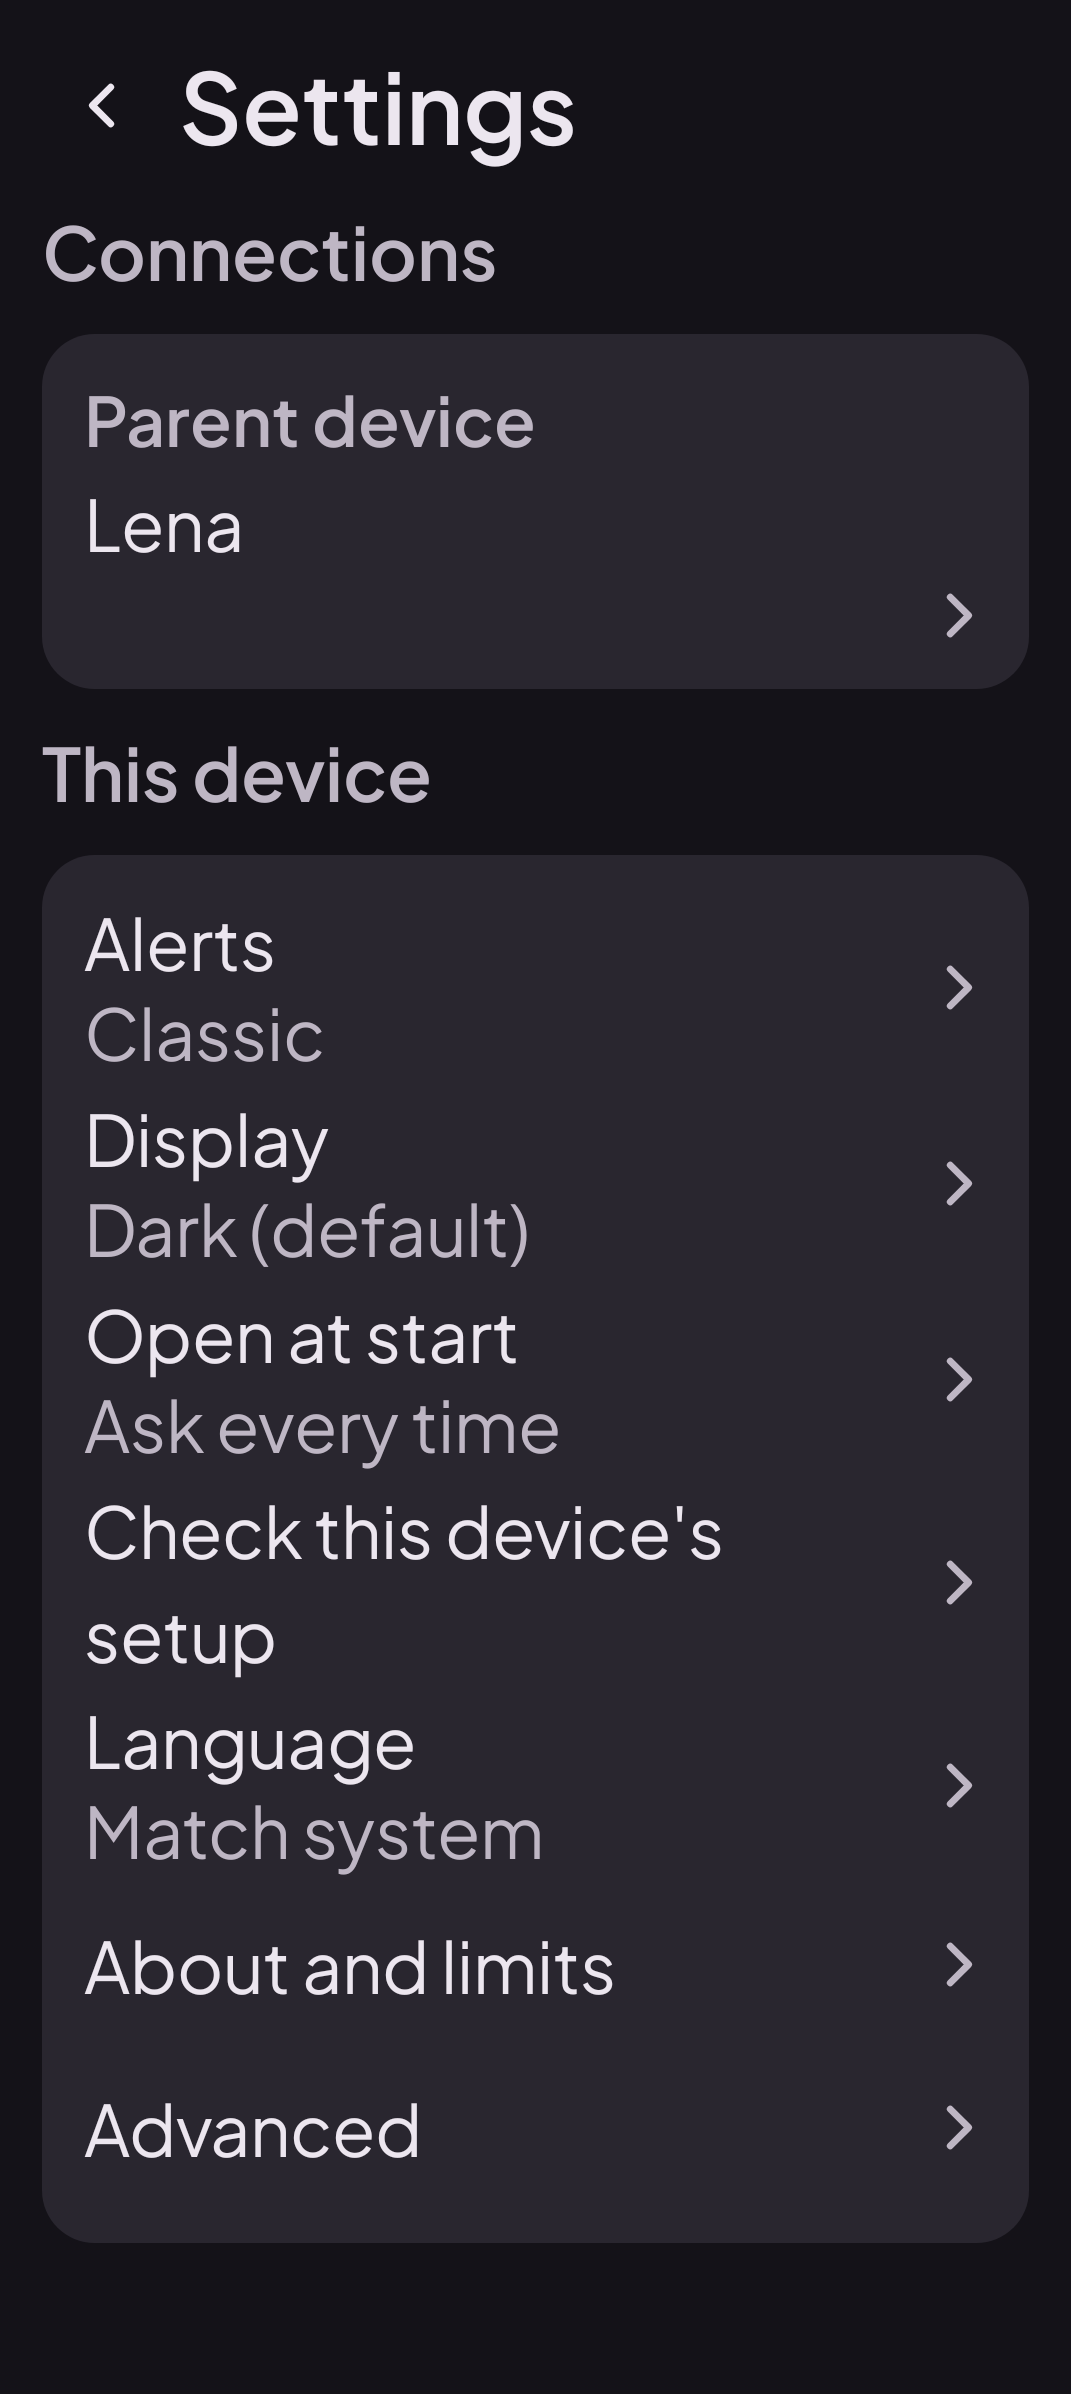 Settings
Connections
Parent device
Lena
This device
Alerts
Classic
Display
Dark (default)
Open at start
Ask every time
Check this device's
setup
Language
Match system
About and limits
Advanced